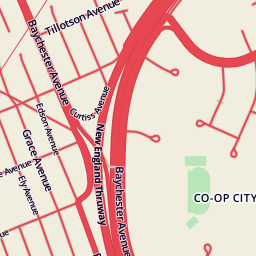 Tillotson Avenue
Baychester Avenue
Curtiss Avenue
Edson Avenue
Grace Avenue
New England Thruway
Avenue
Ely Avenue
Baychester Avenue
CO-OP CITY